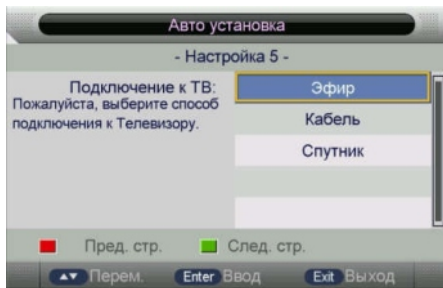 Авто установка
- Настройка 5 -
Подключение к ТВ:
Пожалуйста, выберите способ
подключения к Телевизору.
Эфир
Кабель
Спутник
Пред. стр. След. стр.
Перем. Enter Ввод Exit Выход